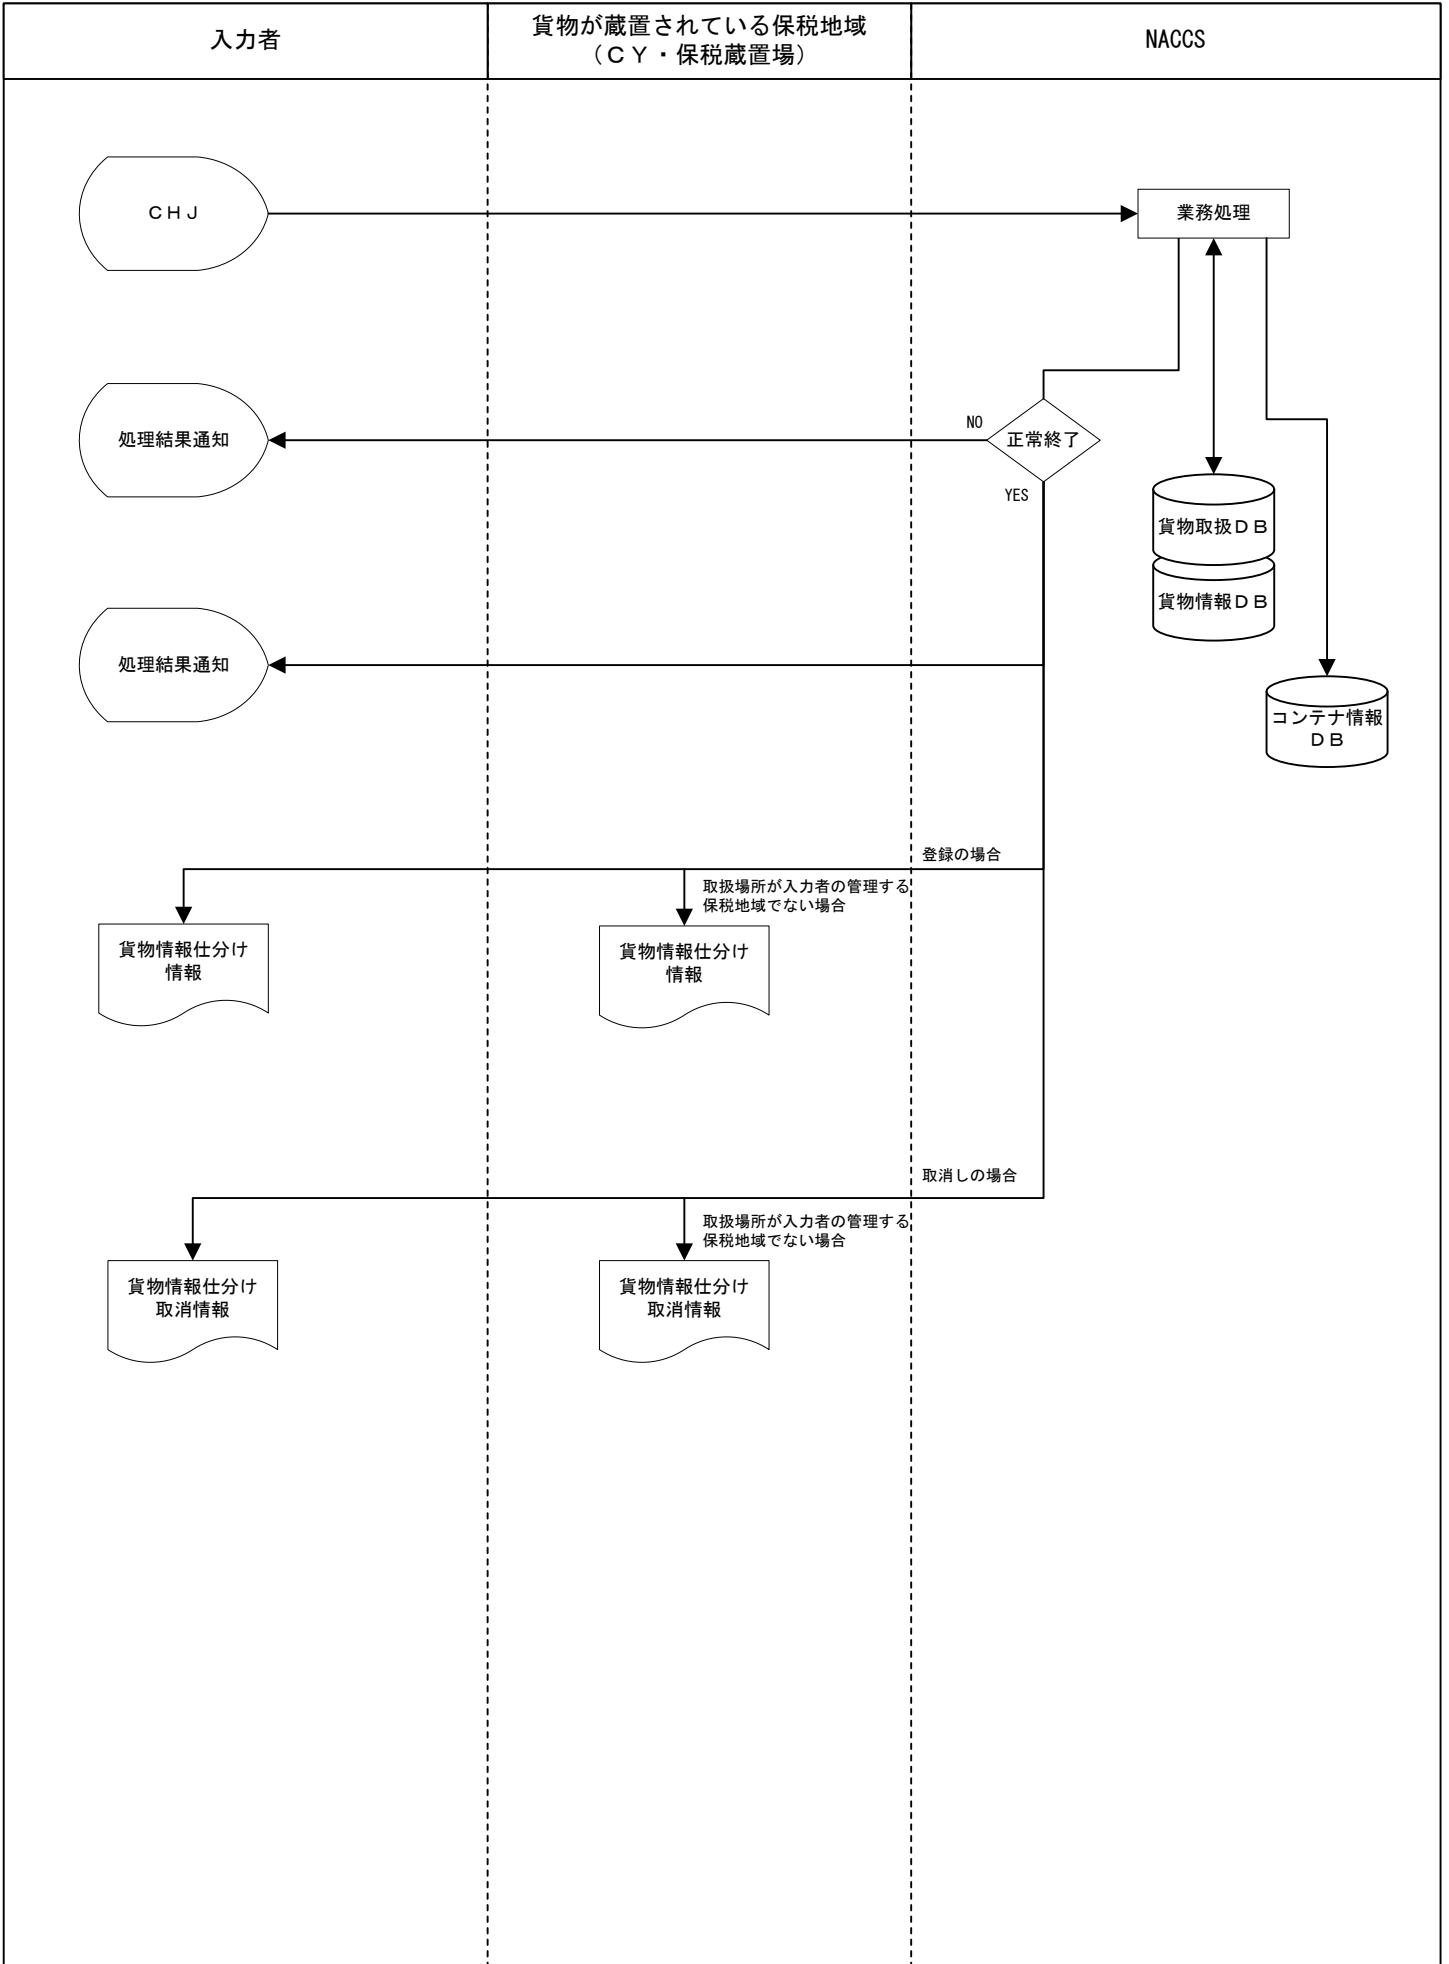 入力者
貨物が蔵置されている保税地域
（ＣＹ・保税蔵置場）
NACCS
ＣＨＪ
業務処理
処理結果通知
NO
正常終了
YES
貨物取扱ＤＢ
貨物情報ＤＢ
処理結果通知
コンテナ情報
ＤＢ
登録の場合
取扱場所が入力者の管理する
保税地域でない場合
貨物情報仕分け
情報
貨物情報仕分け
情報
取消しの場合
取扱場所が入力者の管理する
保税地域でない場合
貨物情報仕分け
取消情報
貨物情報仕分け
取消情報